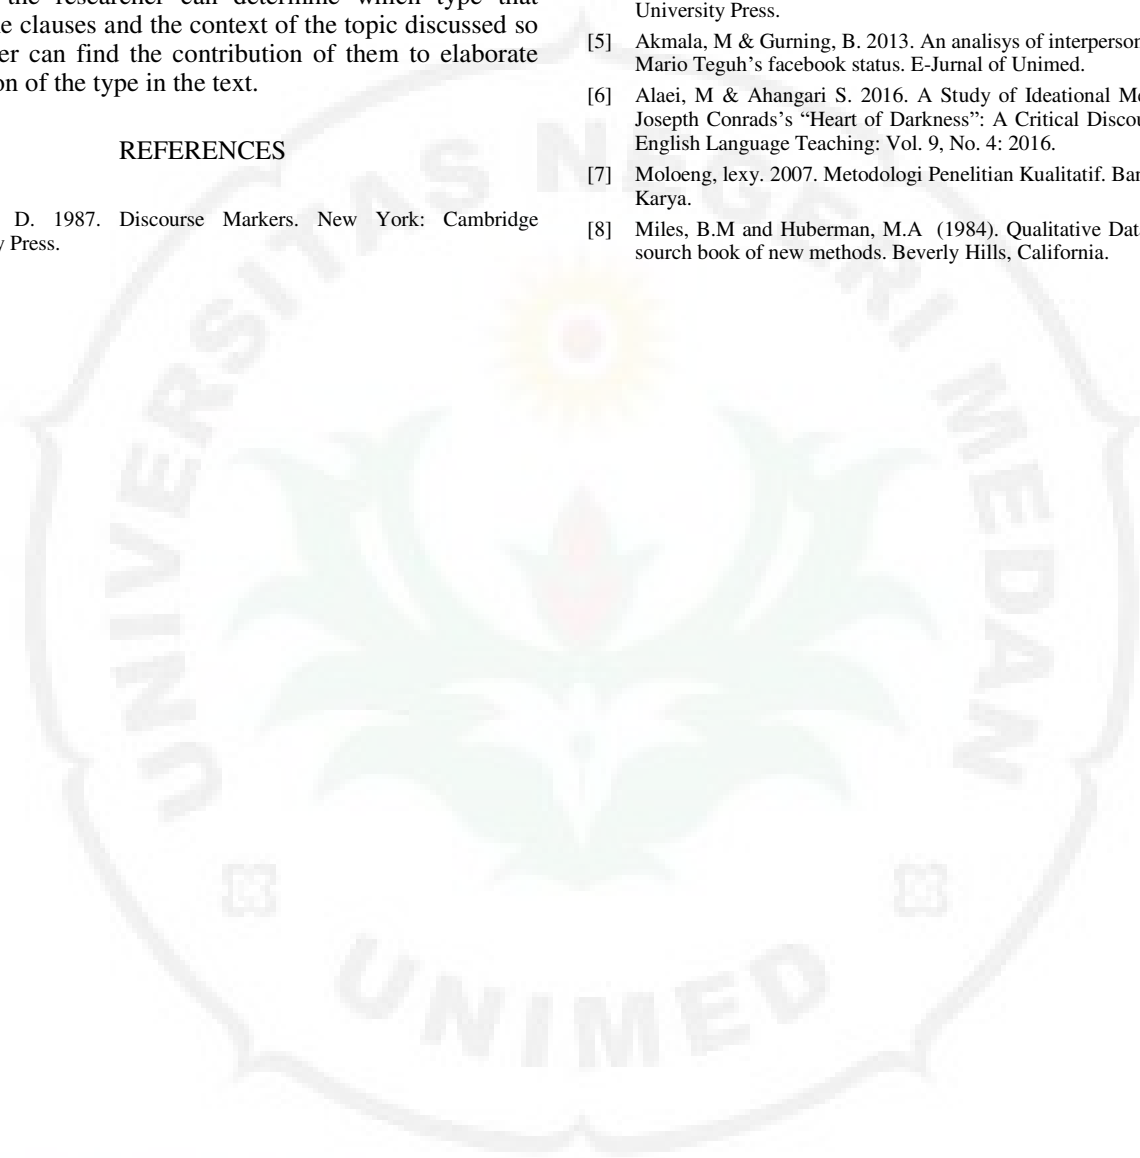 the researcher can determine which type that
clauses and the context of the topic discussed so
can find the contribution of them to elaborate
of the type in the text.
REFERENCES
D. 1987. Discourse Markers. New York: Cambridge
Press.
University Press.
[5] Akmala, M & Gurning, B. 2013. An analisys of interperson
Mario Teguh's facebook status. E-Jurnal of Unimed.
[6] Alaei, M & Ahangari S. 2016. A Study of Ideational Me
Josepth Conrads's "Heart of Darkness": A Critical Discou
English Language Teaching: Vol. 9, No. 4: 2016.
[7] Moloeng, lexy. 2007. Metodologi Penelitian Kualitatif. Ban
Karya.
[8] Miles, B.M and Huberman, M.A (1984). Qualitative Data
sourch book of new methods. Beverly Hills, California.
UNIVERSITAS NEGERI MEDAN
UNIMED